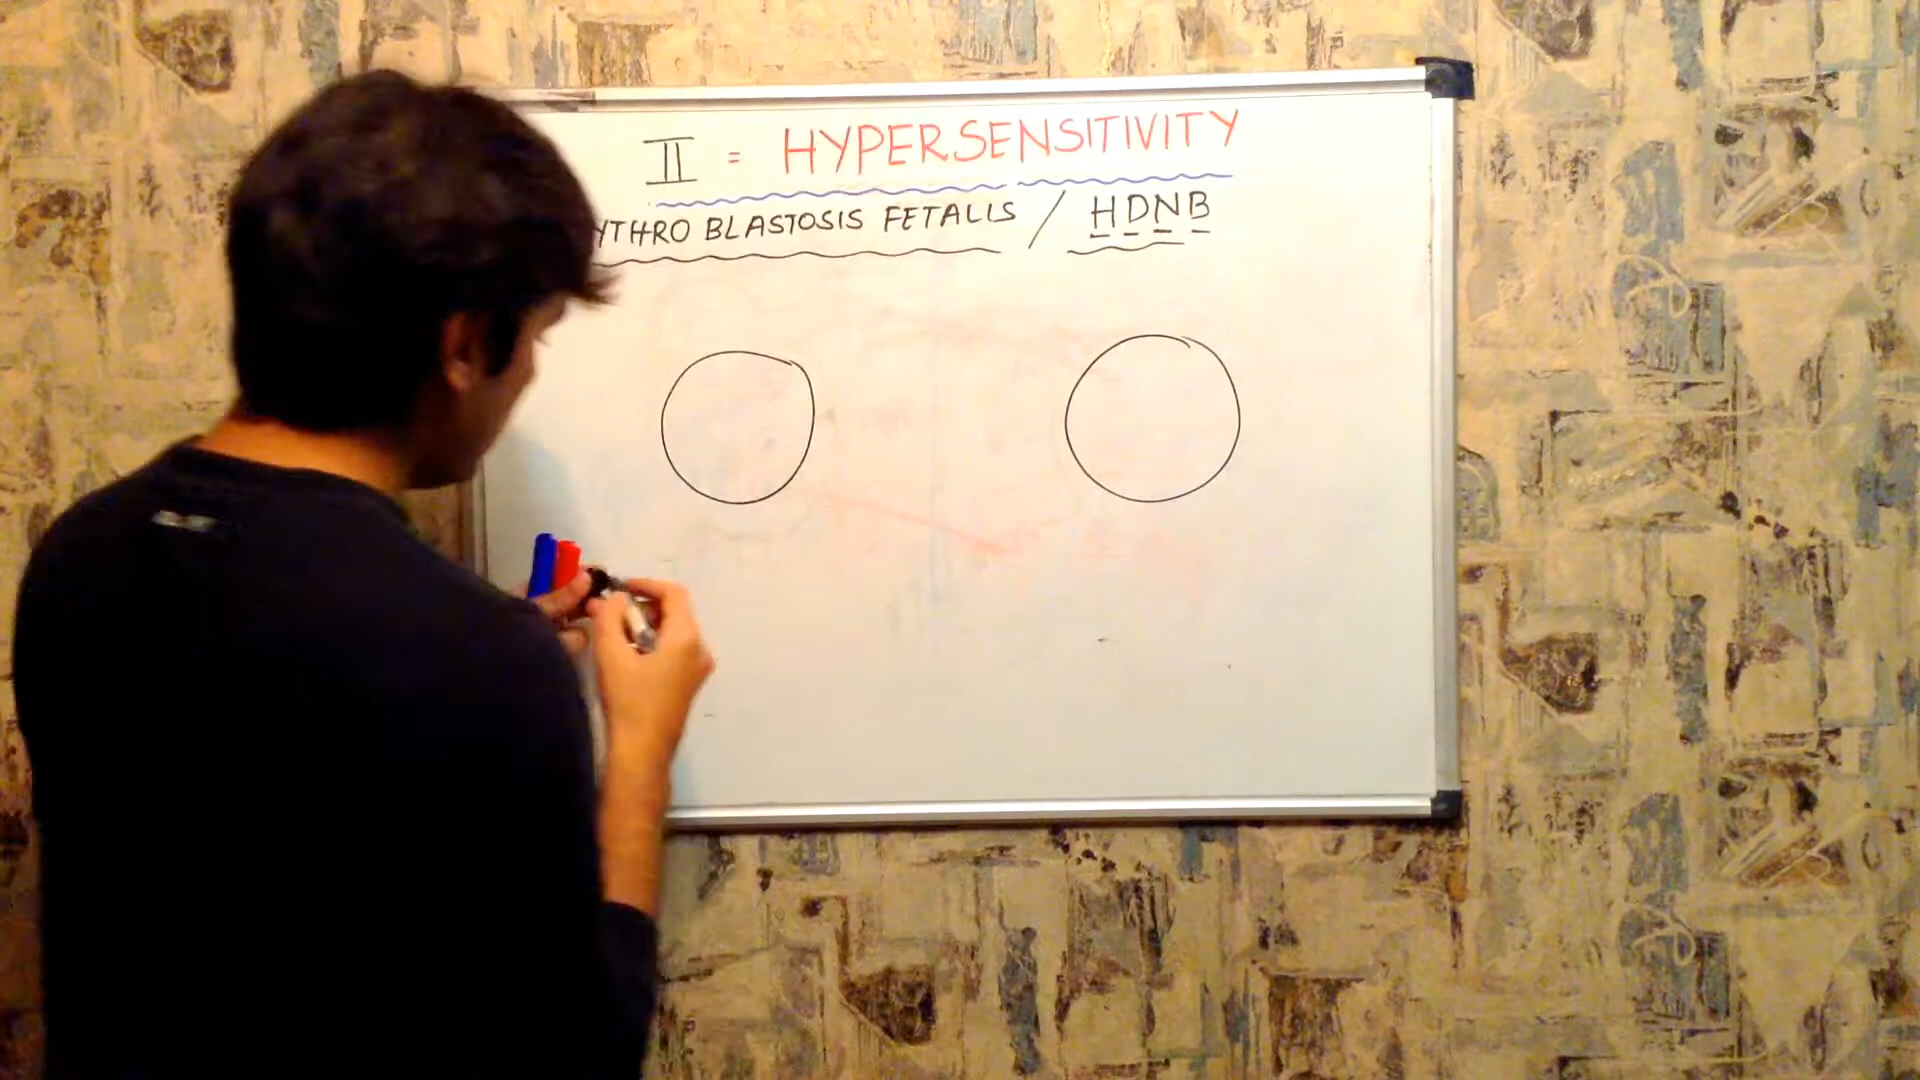 II = HYPERSENSITIVITY
YTHRO BLASTOSIS FETALIS / HDNB